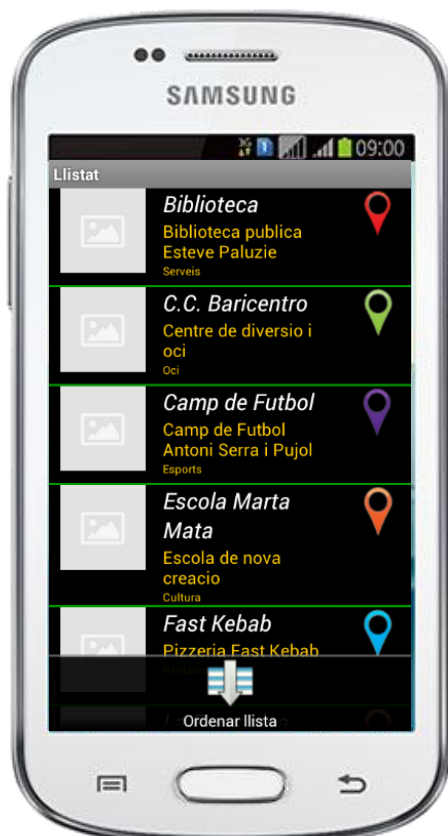 SAMSUNG
3G 1 09:00
Llistat
Biblioteca
Biblioteca publica
Esteve Paluzie
Serveis
C.C. Baricentro
Centre de diversio i
oci
Oci
Camp de Futbol
Camp de Futbol
Antoni Serra i Pujol
Esports
Escola Marta
Mata
Escola de nova
creacio
Cultura
Fast Kebab
Pizzeria Fast Kebab
Ordenar llista